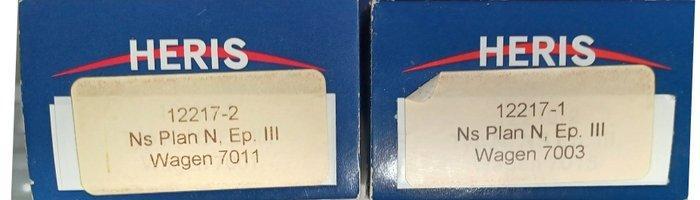 HERIS
12217-2
Ns Plan N, Ep. III
Wagen 7011
HERIS
12217-1
Ns Plan N, Ep. III
Wagen 7003